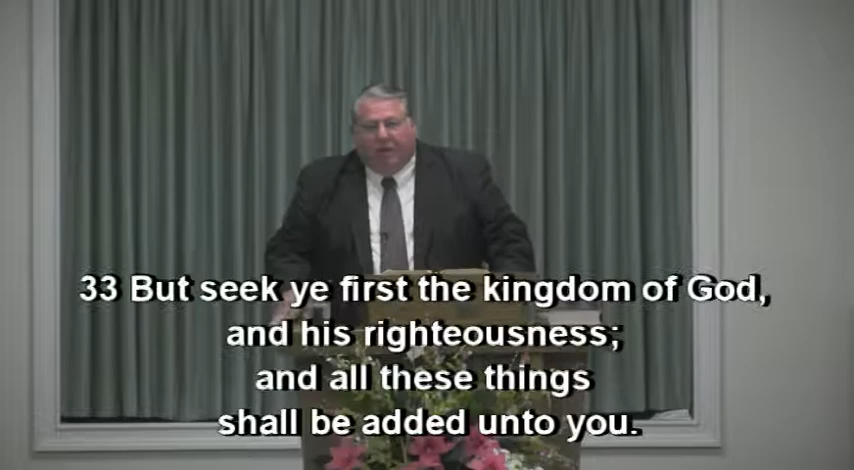 33 But seek ye first the kingdom of God,
and his righteousness;
and all these things
shall be added unto you.